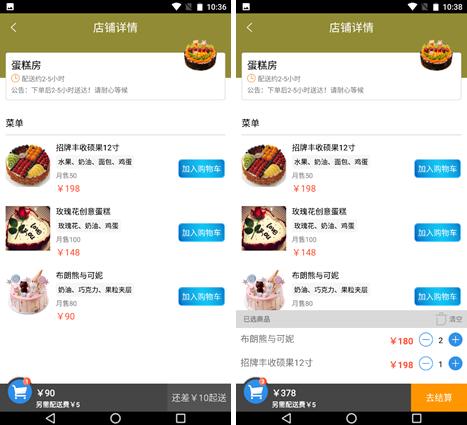 10:36
店铺详情
蛋糕房
配送约2-5小时
公告：下单后2-5小时送达！请耐心等候
菜单
招牌丰收硕果12寸
水果、奶油、面包、鸡蛋
月售50
￥198
加入购物车
玫瑰花创意蛋糕
玫瑰花、奶油、鸡蛋
月售100
￥148
加入购物车
布朗熊与可妮
奶油、巧克力、果粒夹层
月售80
￥90
加入购物车
1
￥90
另需配送费￥5
还差￥10起送
10:38
店铺详情
蛋糕房
配送约2-5小时
公告：下单后2-5小时送达！请耐心等候
菜单
招牌丰收硕果12寸
水果、奶油、面包、鸡蛋
月售50
￥198
加入购物车
玫瑰花创意蛋糕
玫瑰花、奶油、鸡蛋
月售100
￥148
加入购物车
布朗熊与可妮
奶油、巧克力、果粒夹层
月售80
已选商品
清空
布朗熊与可妮
￥180
2
招牌丰收硕果12寸
￥198
1
3
￥378
另需配送费￥5
去结算